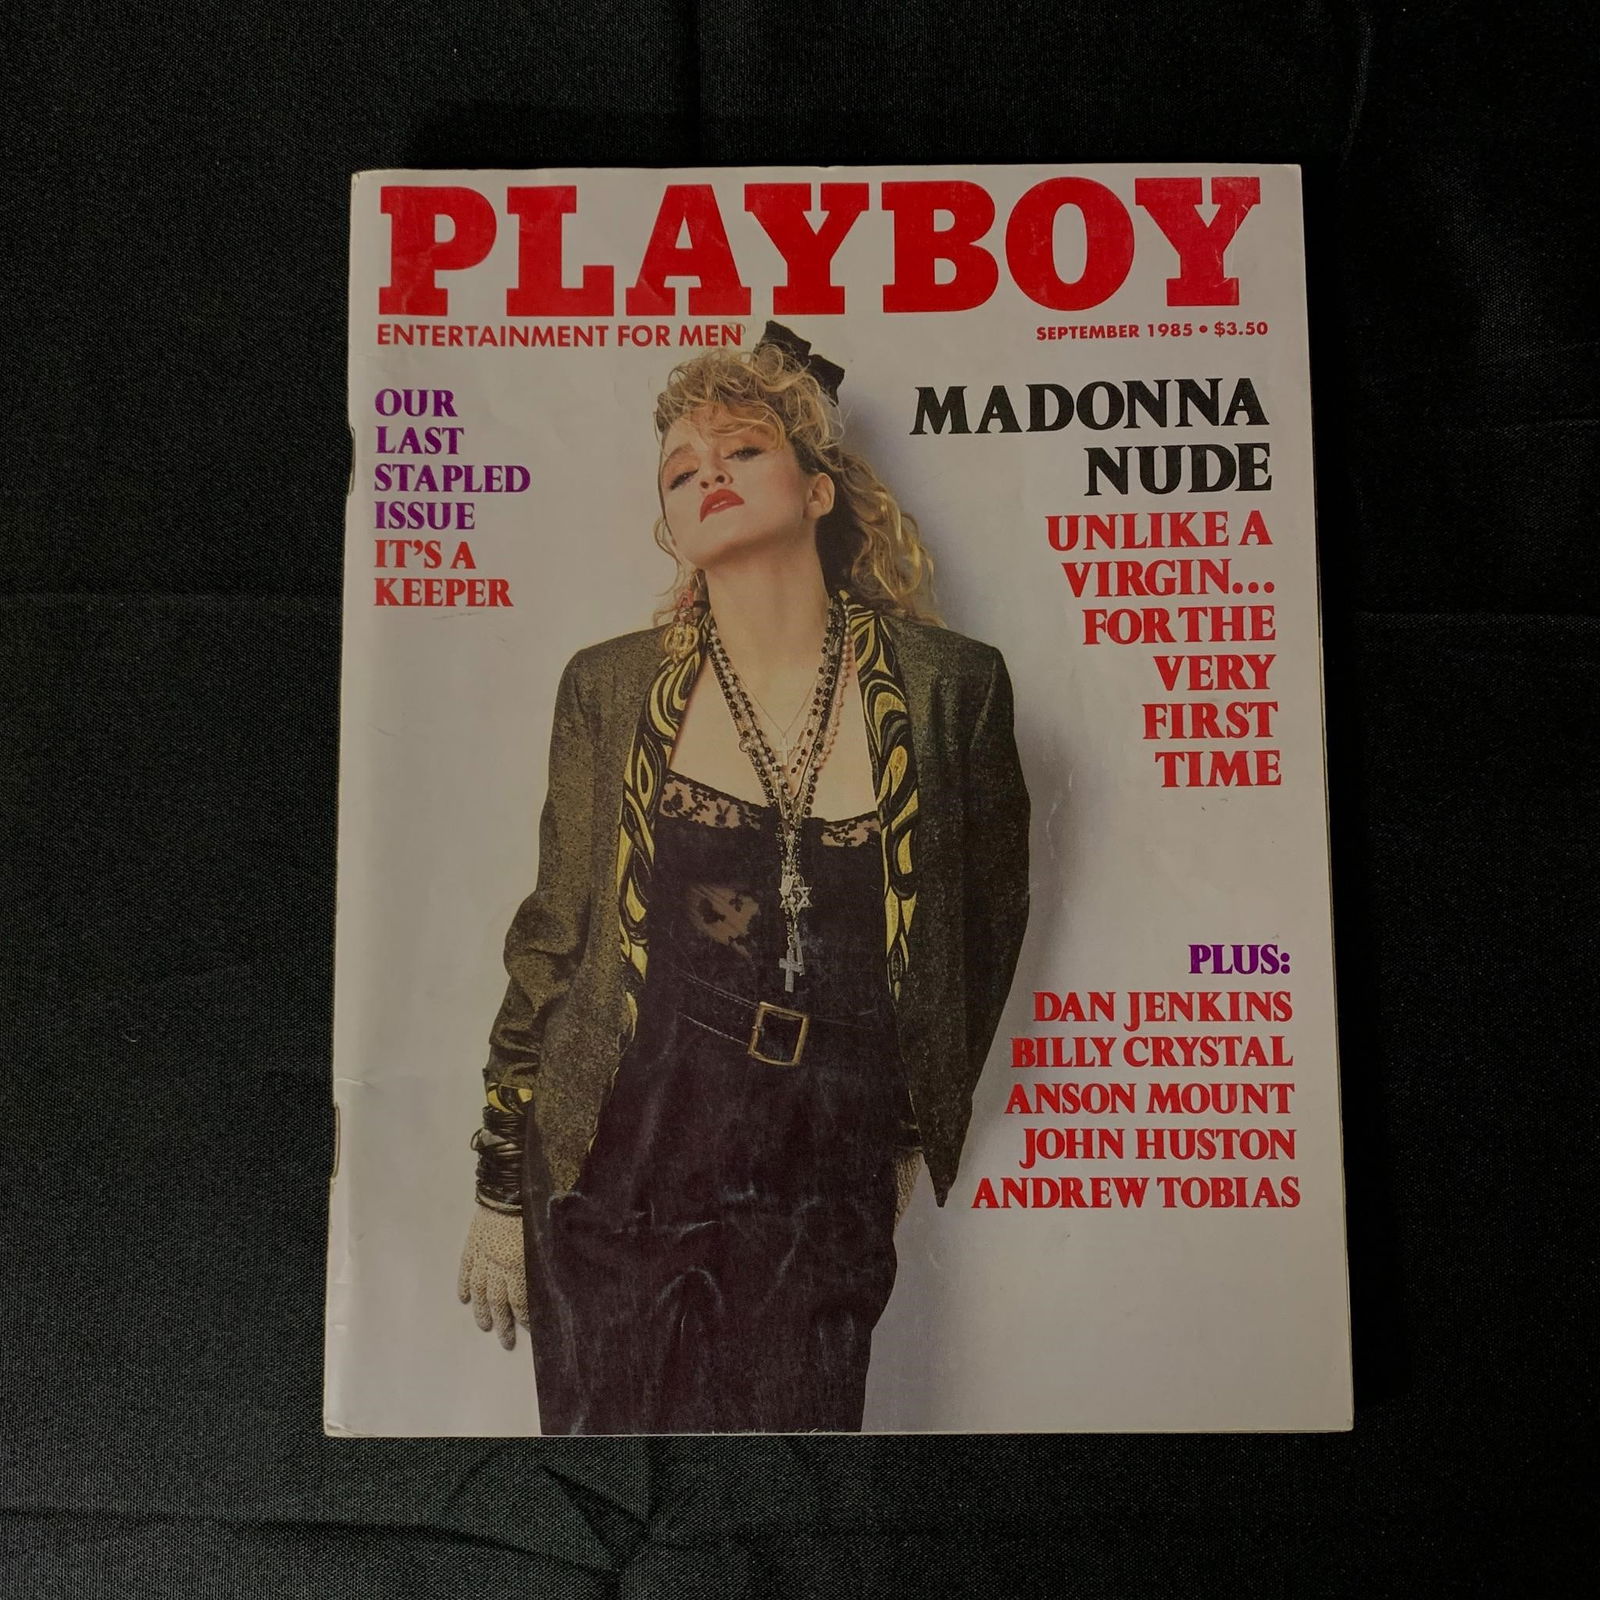 PLAYBOY
ENTERTAINMENT FOR MEN
SEPTEMBER 1985 • $3.50
OUR
LAST
STAPLED
ISSUE
IT'S A
KEEPER
MADONNA
NUDE
UNLIKE A
VIRGIN...
FOR THE
VERY
FIRST
TIME
PLUS:
DAN JENKINS
BILLY CRYSTAL
ANSON MOUNT
JOHN HUSTON
ANDREW TOBIAS